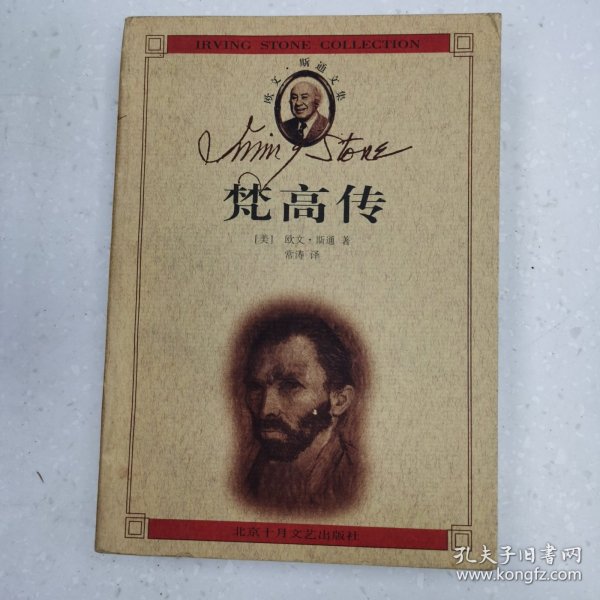 IRVING STONE COLLECTION
欧文·斯通文集
Irving Stone
梵高传
[美] 欧文·斯通 著
常涛 译
北京十月文艺出版社
孔夫子旧书网
www.kongfz.com